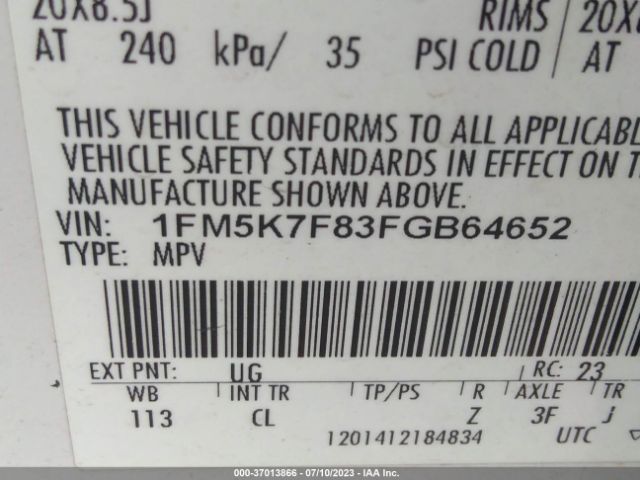 20X8.5J RIMS 20X8
AT 240 kPa/ 35 PSI COLD AT
THIS VEHICLE CONFORMS TO ALL APPLICABL
VEHICLE SAFETY STANDARDS IN EFFECT ON T
MANUFACTURE SHOWN ABOVE.
VIN: 1FM5K7F83FGB64652
TYPE: MPV
EXT PNT: UG RC: 23
WB INT TR TP/PS R AXLE TR
113 CL Z 3F J
1201412184834 UTC
000-37013866 - 07/10/2023 - IAA Inc.